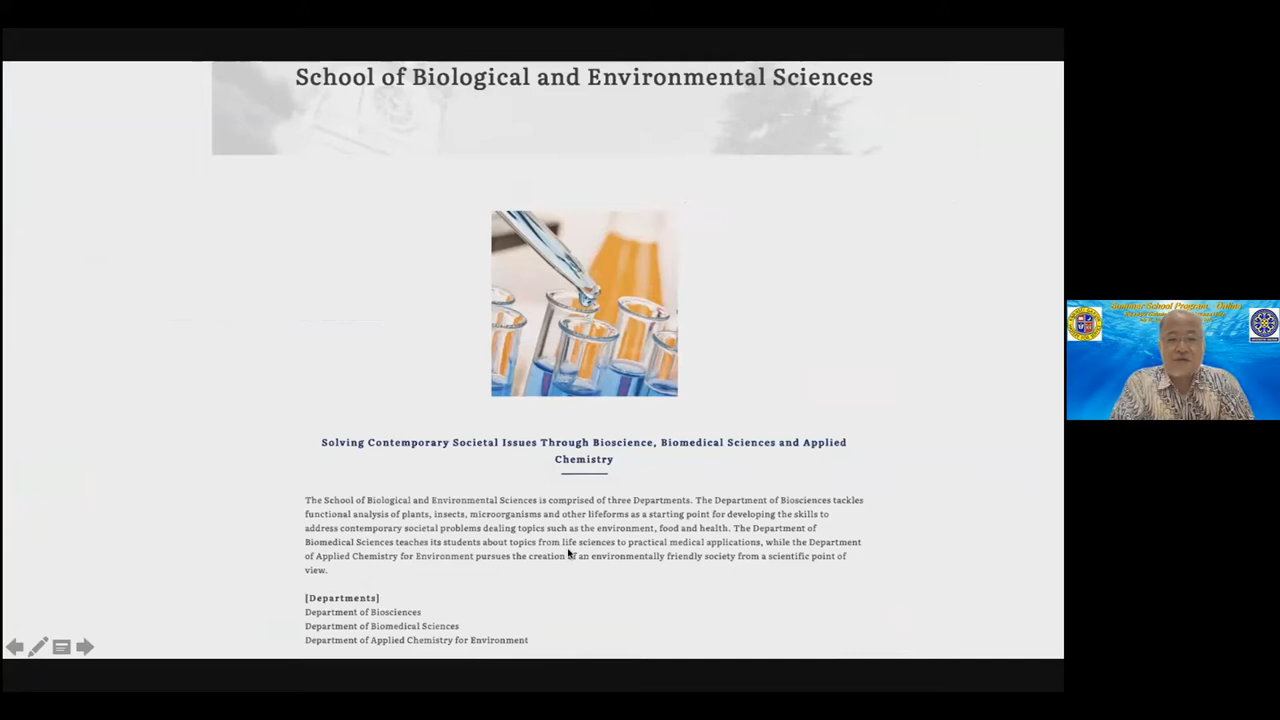 School of Biological and Environmental Sciences
Solving Contemporary Societal Issues Through Bioscience, Biomedical Sciences and Applied
Chemistry
The School of Biological and Environmental Sciences is comprised of three Departments. The Department of Biosciences tackles
functional analysis of plants, insects, microorganisms and other lifeforms as a starting point for developing the skills to
address contemporary societal problems dealing topics such as the environment, food and health. The Department of
Biomedical Sciences teaches its students about topics from life sciences to practical medical applications, while the Department
of Applied Chemistry for Environment pursues the creation of an environmentally friendly society from a scientific point of
view.
[Departments]
Department of Biosciences
Department of Biomedical Sciences
Department of Applied Chemistry for Environment
Summer School Program, Online